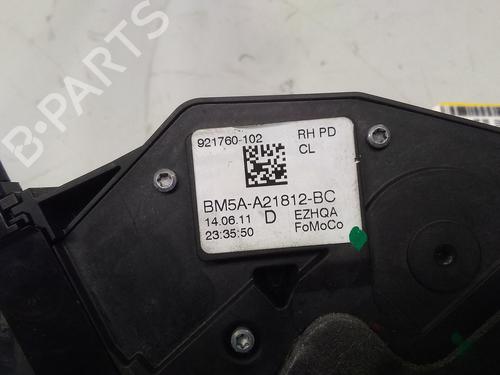 B-PARTS
921760-102 RH PD
CL
BM5A-A21812-BC
14.06.11 D EZHQA
23:35:50 FoMoCo